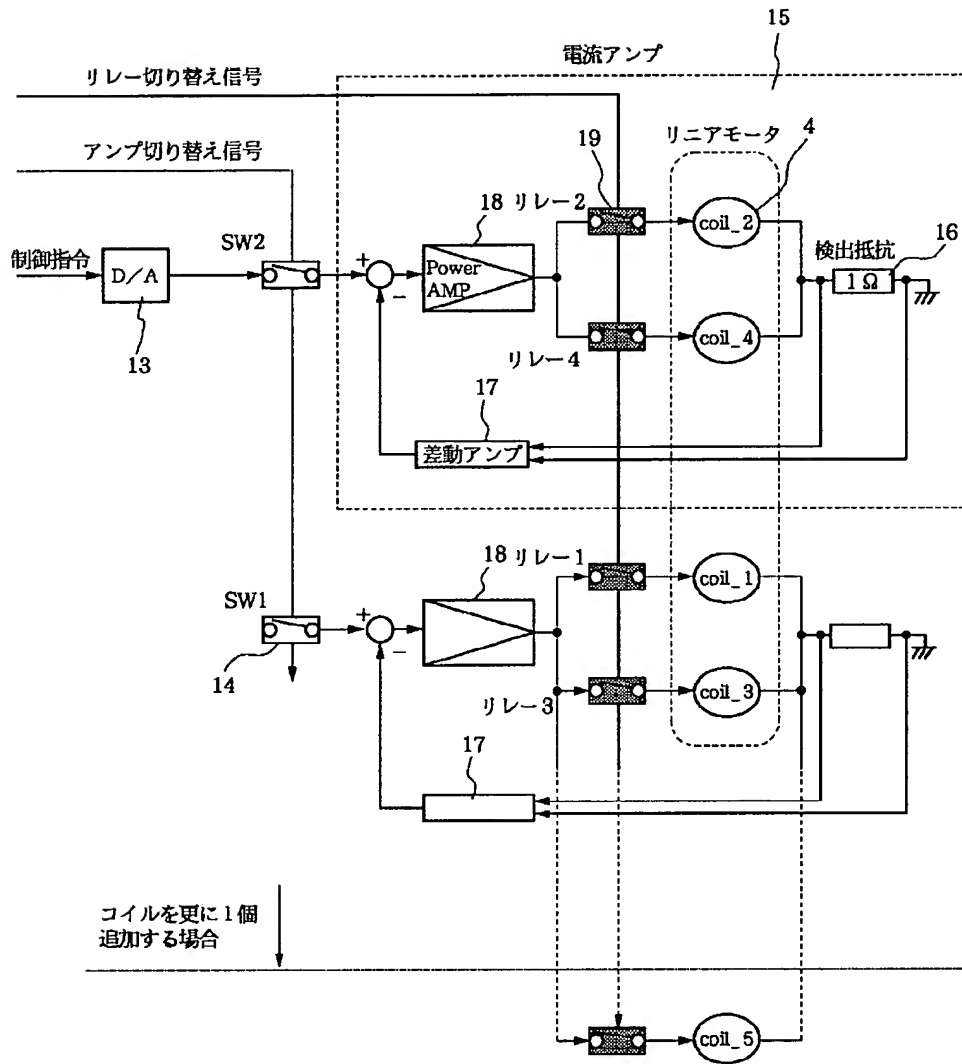 15
電流アンプ
リレー切り替え信号
アンプ切り替え信号
リニアモータ
4
19
18
リレー2
SW2
制御指令
D/A
13
+
−
Power
AMP
coil_2
検出抵抗
16
1Ω
リレー4
coil_4
17
差動アンプ
18
リレー1
SW1
14
+
−
coil_1
リレー3
coil_3
17
コイルを更に1個
追加する場合
coil_5